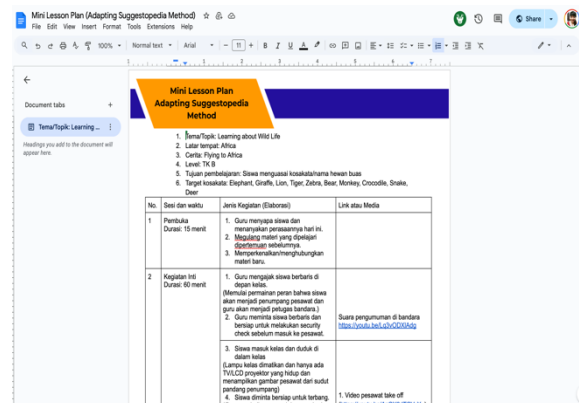 Mini Lesson Plan (Adapting Suggestopedia Method)
File Edit View Insert Format Tools Extensions Help
Share
100% Normal text Arial 11 B I U A
Document tabs
Tema/Topik: Learning ...
Headings you add to the document will
appear here.
Mini Lesson Plan
Adapting Suggestopedia
Method
1. Tema/Topik: Learning about Wild Life
2. Latar tempat: Africa
3. Cerita: Flying to Africa
4. Level: TK B
5. Tujuan pembelajaran: Siswa menguasai kosakata/nama hewan buas
6. Target kosakata: Elephant, Giraffe, Lion, Tiger, Zebra, Bear, Monkey, Crocodile, Snake,
Deer
No. Sesi dan waktu Jenis Kegiatan (Elaborasi) Link atau Media
1 Pembuka
Durasi: 15 menit
1. Guru menyapa siswa dan
menanyakan perasaannya hari ini.
2. Megulang materi yang dipelajari
dipertemuan sebelumnya.
3. Memperkenalkan/menghubungkan
materi baru.
2 Kegiatan Inti
Durasi: 60 menit
1. Guru mengajak siswa berbaris di
depan kelas.
(Memulai permainan peran bahwa siswa
akan menjadi penumpang pesawat dan
guru akan menjadi petugas bandara.)
2. Guru meminta siswa berbaris dan
bersiap untuk melakukan security
check sebelum masuk ke pesawat.
Suara pengumuman di bandara
3. Siswa masuk kelas dan duduk di
dalam kelas
(Lampu kelas dimatikan dan hanya ada
TV/LCD proyektor yang hidup dan
menampilkan gambar pesawat dari sudut
pandang penumpang)
4. Siswa diminta bersiap untuk terbang.
1. Video pesawat take off